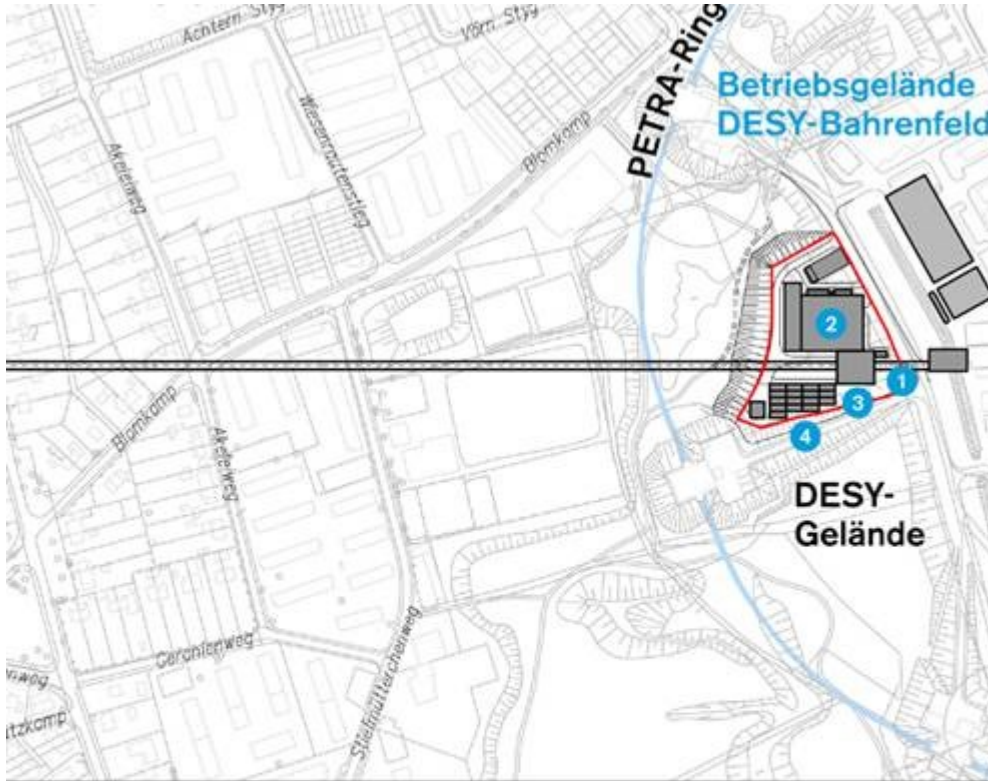 Achtern Styg
Vörn Styg
PETRA-Ring
Betriebsgelände
DESY-Bahrenfeld
Akeleiweg
Wiesenrautenstieg
Blomkamp
2
1
3
4
Blomkamp
Akeleiweg
DESY-
Gelände
Geranienweg
Stiefmütterchenweg